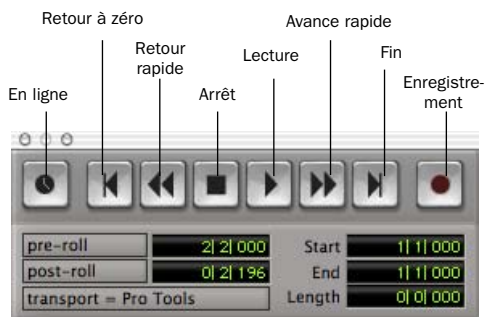 Retour à zéro
Avance rapide
Retour
rapide
Lecture
Fin
En ligne
Arrêt
Enregistre-
ment
pre-roll 2| 2| 000
Start 1| 1| 000
post-roll 0| 2| 196
End 1| 1| 000
transport = Pro Tools
Length 0| 0| 000